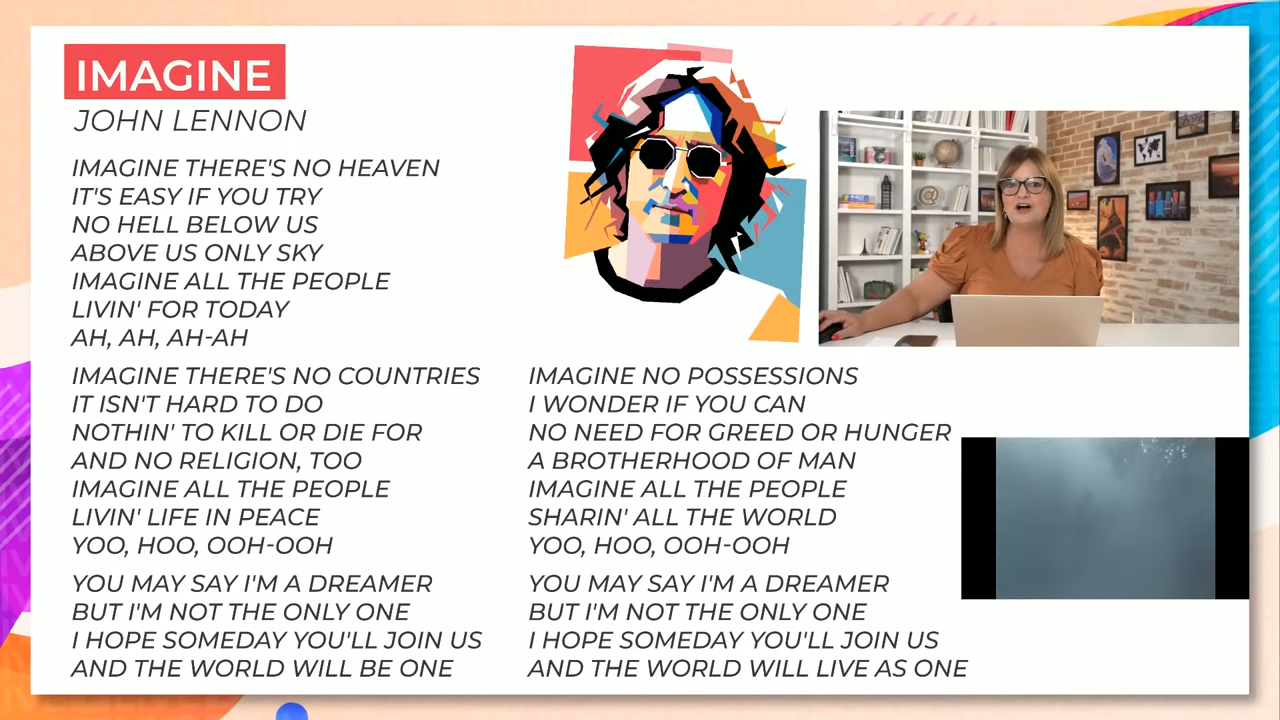 IMAGINE
JOHN LENNON
IMAGINE THERE'S NO HEAVEN
IT'S EASY IF YOU TRY
NO HELL BELOW US
ABOVE US ONLY SKY
IMAGINE ALL THE PEOPLE
LIVIN' FOR TODAY
AH, AH, AH-AH
IMAGINE THERE'S NO COUNTRIES
IT ISN'T HARD TO DO
NOTHIN' TO KILL OR DIE FOR
AND NO RELIGION, TOO
IMAGINE ALL THE PEOPLE
LIVIN' LIFE IN PEACE
YOO, HOO, OOH-OOH
YOU MAY SAY I'M A DREAMER
BUT I'M NOT THE ONLY ONE
I HOPE SOMEDAY YOU'LL JOIN US
AND THE WORLD WILL BE ONE
IMAGINE NO POSSESSIONS
I WONDER IF YOU CAN
NO NEED FOR GREED OR HUNGER
A BROTHERHOOD OF MAN
IMAGINE ALL THE PEOPLE
SHARIN' ALL THE WORLD
YOO, HOO, OOH-OOH
YOU MAY SAY I'M A DREAMER
BUT I'M NOT THE ONLY ONE
I HOPE SOMEDAY YOU'LL JOIN US
AND THE WORLD WILL LIVE AS ONE